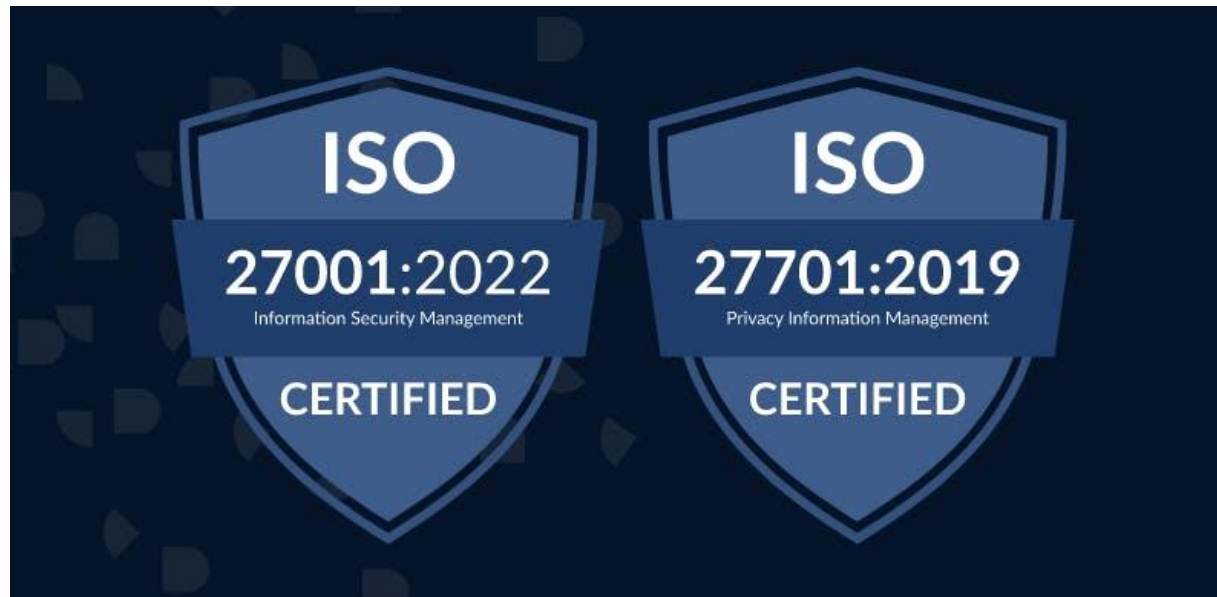 ISO
27001:2022
Information Security Management
CERTIFIED
ISO
27701:2019
Privacy Information Management
CERTIFIED